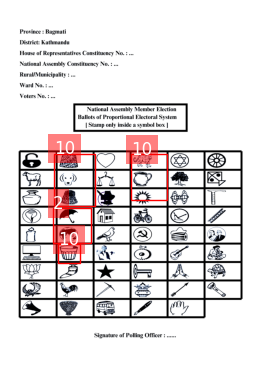 Province : Bagmati
District: Kathmandu
House of Representatives Constituency No. : ...
National Assembly Constituency No. : ...
Rural/Municipality : ...
Ward No. : ...
Voters No. : ...
National Assembly Member Election
Ballots of Proportional Electoral System
[ Stamp only inside a symbol box ]
10
10
2
10
Signature of Polling Officer : ......